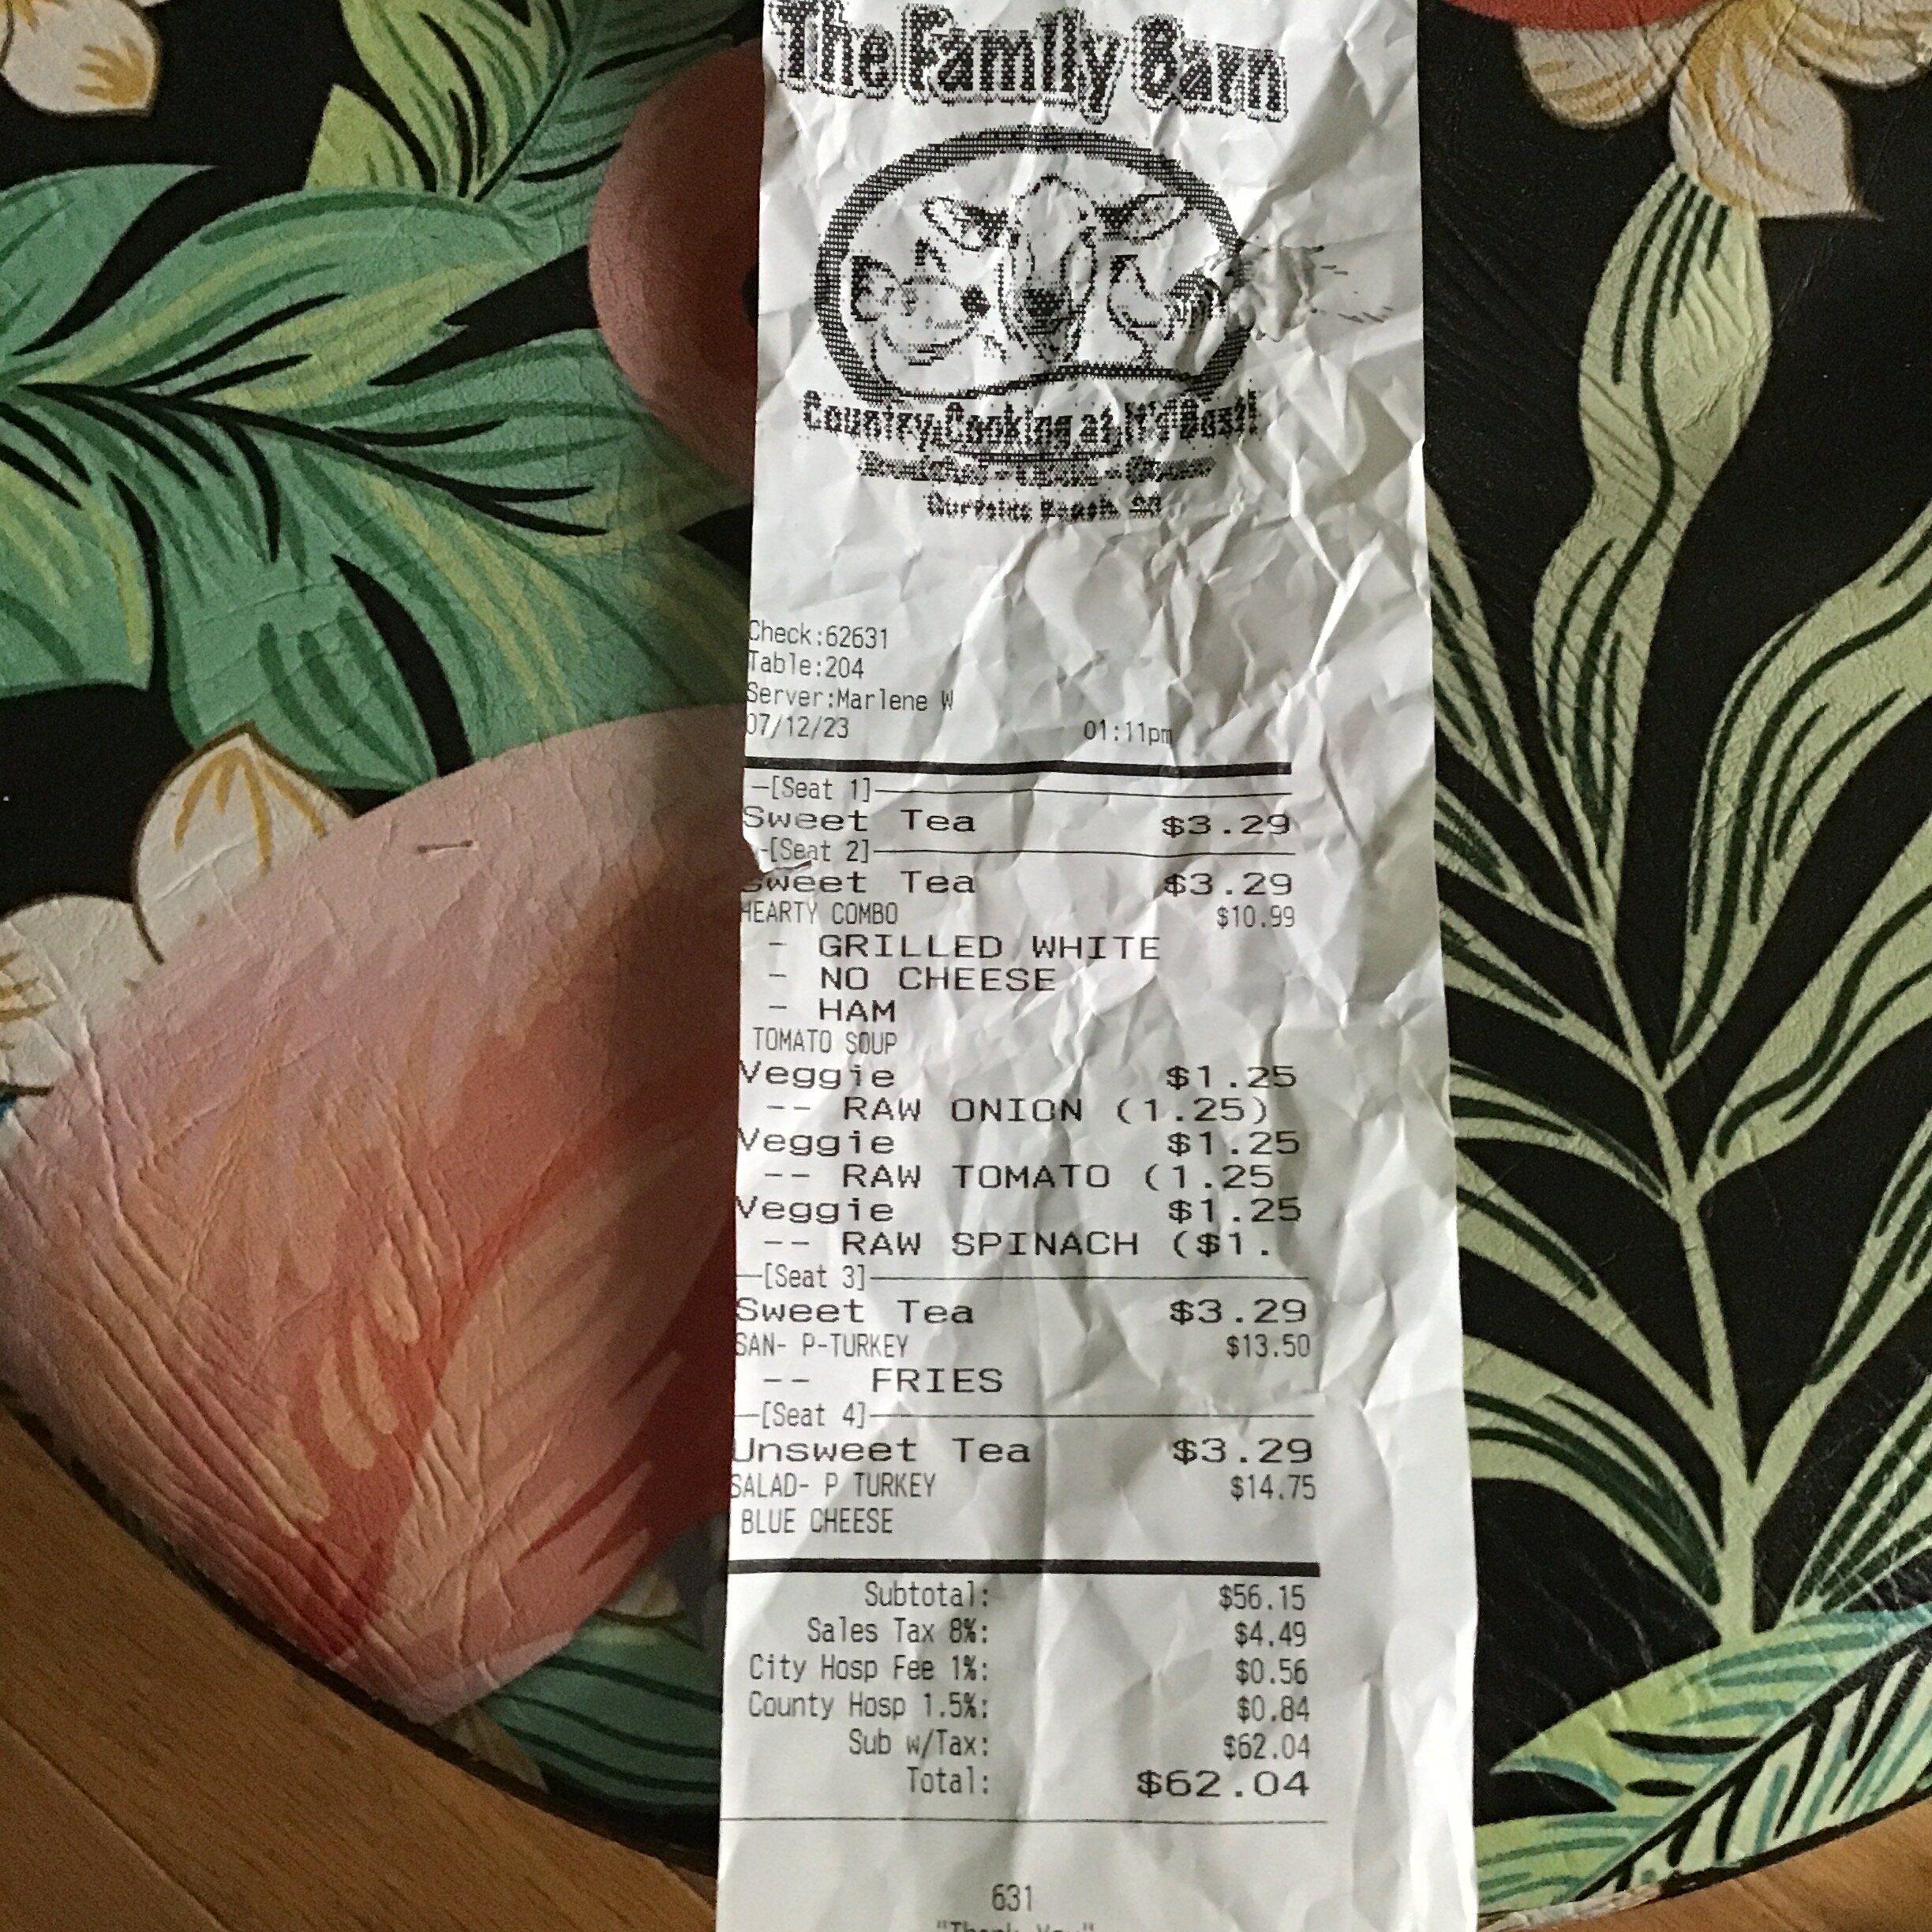 The Family Barn
Country Cooking at it's Best!
Surfside Beach, SC
Check:62631
Table:204
Server:Marlene W
07/12/23 01:11pm
[Seat 1]
Sweet Tea $3.29
[Seat 2]
Sweet Tea $3.29
HEARTY COMBO $10.99
- GRILLED WHITE
- NO CHEESE
- HAM
TOMATO SOUP
Veggie $1.25
-- RAW ONION (1.25)
Veggie $1.25
-- RAW TOMATO (1.25
Veggie $1.25
-- RAW SPINACH ($1.
[Seat 3]
Sweet Tea $3.29
SAN- P-TURKEY $13.50
-- FRIES
[Seat 4]
Unsweet Tea $3.29
SALAD- P TURKEY $14.75
BLUE CHEESE
Subtotal: $56.15
Sales Tax 8%: $4.49
City Hosp Fee 1%: $0.56
County Hosp 1.5%: $0.84
Sub w/Tax: $62.04
Total: $62.04
631
"Thank You"